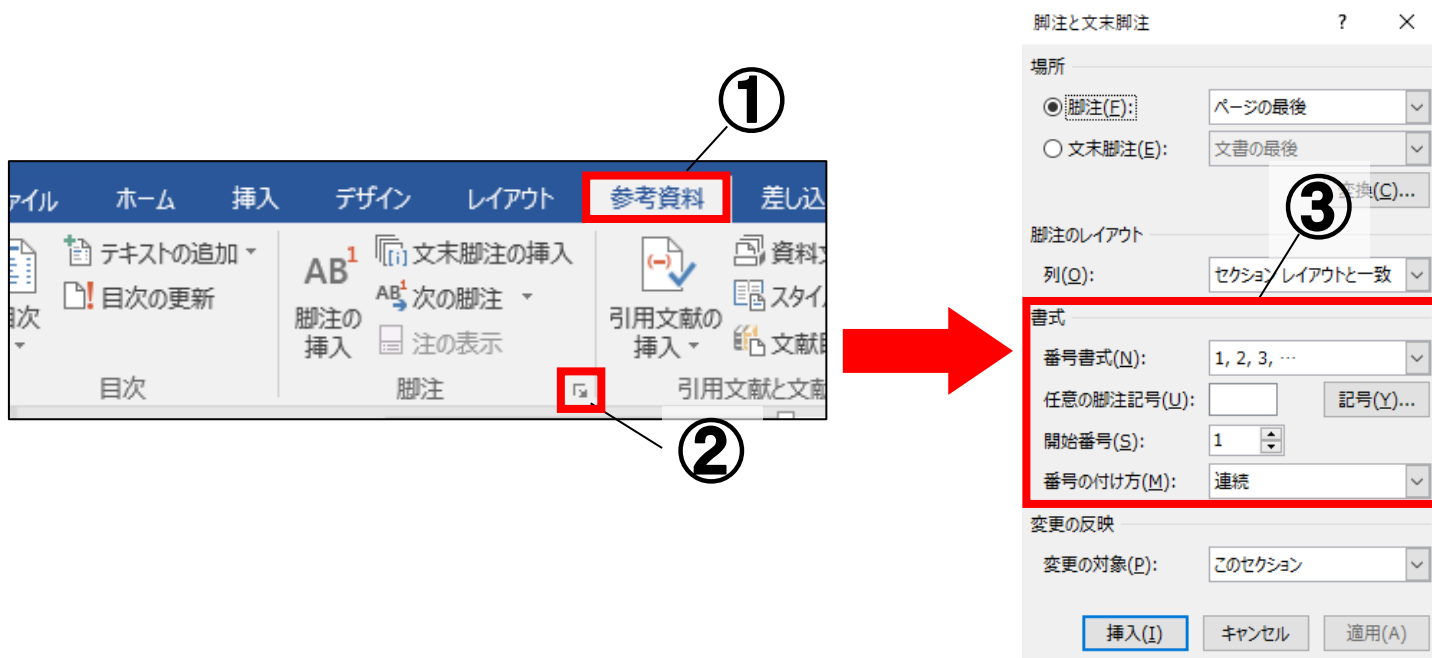 ①
ァイル ホーム 挿入 デザイン レイアウト 参考資料 差し込
テキストの追加
目次の更新
目次
目次
AB1
脚注の
挿入
文末脚注の挿入
AB1 次の脚注
注の表示
脚注
引用文献の
挿入
資料文
スタイル
文献目
引用文献と文献
②
脚注と文末脚注 ? ×
場所
脚注(F): ページの最後
文末脚注(E): 文書の最後
変換(C)...
③
脚注のレイアウト
列(O): セクション レイアウトと一致
書式
番号書式(N): 1, 2, 3, …
任意の脚注記号(U): 記号(Y)...
開始番号(S): 1
番号の付け方(M): 連続
変更の反映
変更の対象(P): このセクション
挿入(I) キャンセル 適用(A)